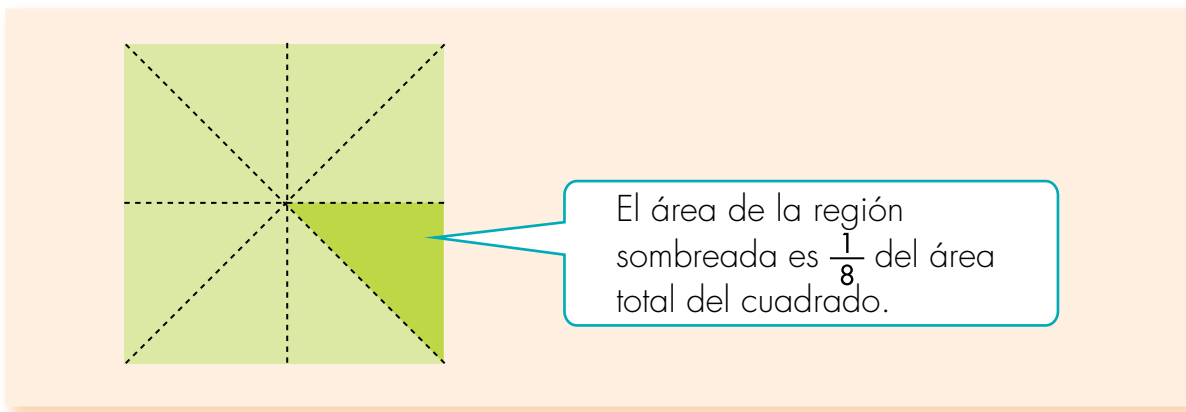 El área de la región
sombreada es 1/8 del área
total del cuadrado.